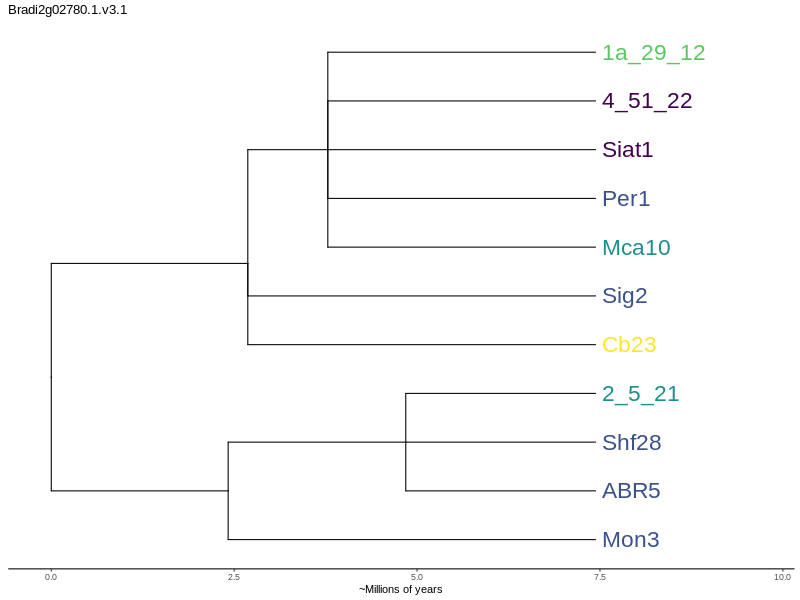 Bradi2g02780.1.v3.1
1a_29_12
4_51_22
Siat1
Per1
Mca10
Sig2
Cb23
2_5_21
Shf28
ABR5
Mon3
0.0 2.5 5.0 7.5 10.0
~Millions of years